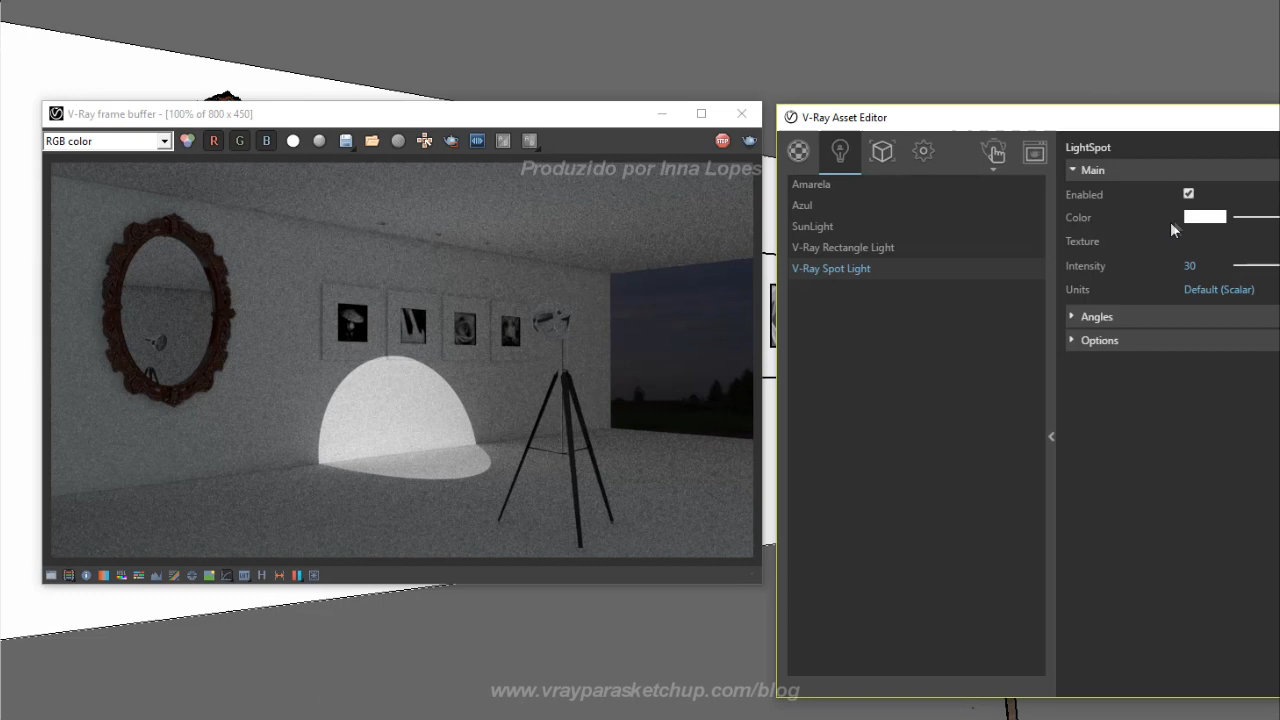 V-Ray frame buffer - [100% of 800 x 450]
RGB color
R G B
STOP
Produzido por Inna Lopes
V-Ray Asset Editor
Amarela
Azul
SunLight
V-Ray Rectangle Light
V-Ray Spot Light
LightSpot
Main
Enabled
Color
Texture
Intensity 30
Units Default (Scalar)
Angles
Options
H
www.vrayparasketchup.com/blog